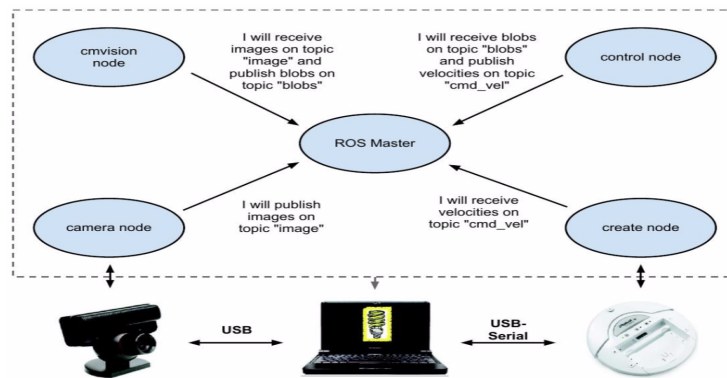 cmvision
node
I will receive
images on topic
"image" and
publish blobs on
topic "blobs"
I will receive blobs
on topic "blobs"
and publish
velocities on topic
"cmd_vel"
control node
ROS Master
camera node
I will publish
images on
topic "image"
I will receive
velocities on
topic "cmd_vel"
create node
USB
USB-
Serial